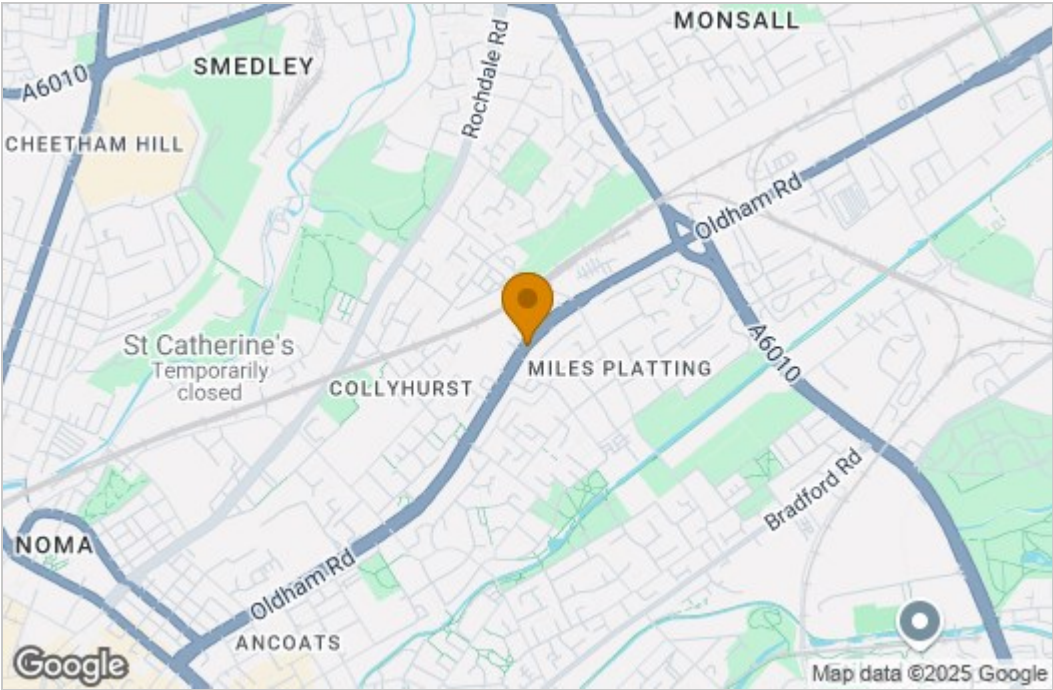 MONSALL
SMEDLEY
A6010
Rochdale Rd
CHEETHAM HILL
Oldham Rd
St Catherine's
Temporarily
closed
A6010
MILES PLATTING
COLLYHURST
Bradford Rd
NOMA
Oldham Rd
ANCOATS
Google
Map data ©2025 Google